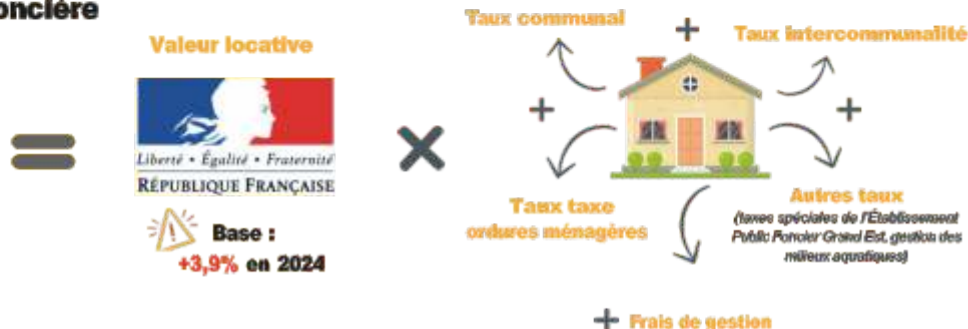 oncière
Valeur locative
Liberté • Égalité • Fraternité
RÉPUBLIQUE FRANÇAISE
Base :
+3,9% en 2024
Taux communal
Taux intercommunalité
Taux taxe
ordures ménagères
Autres taux
(taxes spéciales de l'Établissement
Public Foncier Grand Est, gestion des
milieux aquatiques)
+ Frais de gestion